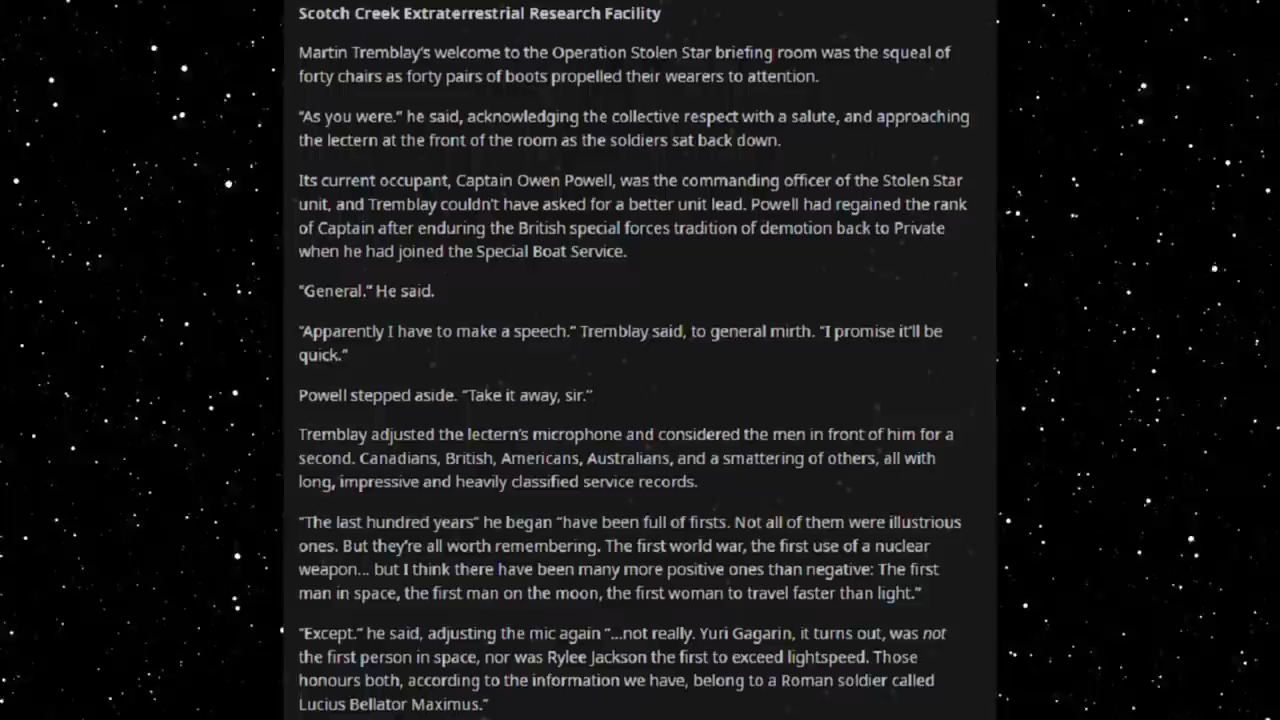 Scotch Creek Extraterrestrial Research Facility
Martin Tremblay's welcome to the Operation Stolen Star briefing room was the squeal of
forty chairs as forty pairs of boots propelled their wearers to attention.
“As you were.” he said, acknowledging the collective respect with a salute, and approaching
the lectern at the front of the room as the soldiers sat back down.
Its current occupant, Captain Owen Powell, was the commanding officer of the Stolen Star
unit, and Tremblay couldn't have asked for a better unit lead. Powell had regained the rank
of Captain after enduring the British special forces tradition of demotion back to Private
when he had joined the Special Boat Service.
“General.” He said.
“Apparently I have to make a speech.” Tremblay said, to general mirth. “I promise it'll be
quick.”
Powell stepped aside. “Take it away, sir.”
Tremblay adjusted the lectern's microphone and considered the men in front of him for a
second. Canadians, British, Americans, Australians, and a smattering of others, all with
long, impressive and heavily classified service records.
“The last hundred years” he began “have been full of firsts. Not all of them were illustrious
ones. But they're all worth remembering. The first world war, the first use of a nuclear
weapon... but I think there have been many more positive ones than negative: The first
man in space, the first man on the moon, the first woman to travel faster than light.”
“Except.” he said, adjusting the mic again “...not really. Yuri Gagarin, it turns out, was not
the first person in space, nor was Rylee Jackson the first to exceed lightspeed. Those
honours both, according to the information we have, belong to a Roman soldier called
Lucius Bellator Maximus.”